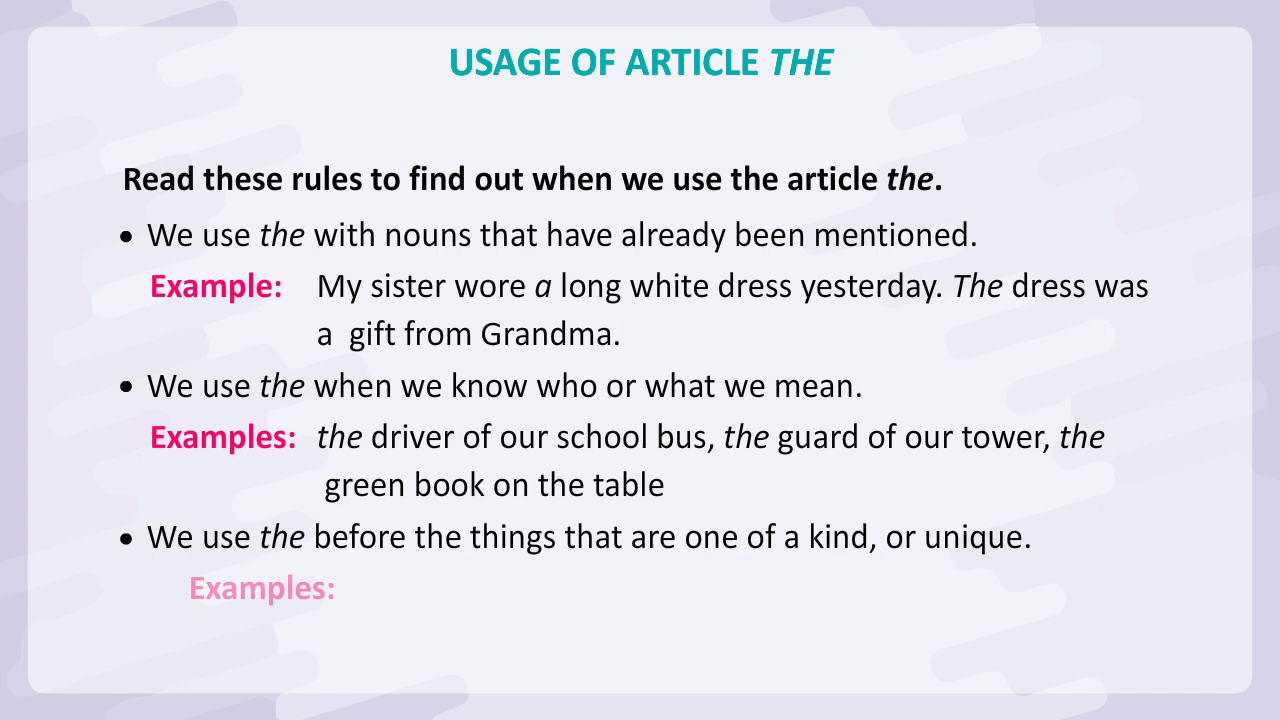 USAGE OF ARTICLE THE
Read these rules to find out when we use the article the.
• We use the with nouns that have already been mentioned.
Example: My sister wore a long white dress yesterday. The dress was
a gift from Grandma.
• We use the when we know who or what we mean.
Examples: the driver of our school bus, the guard of our tower, the
green book on the table
• We use the before the things that are one of a kind, or unique.
Examples: